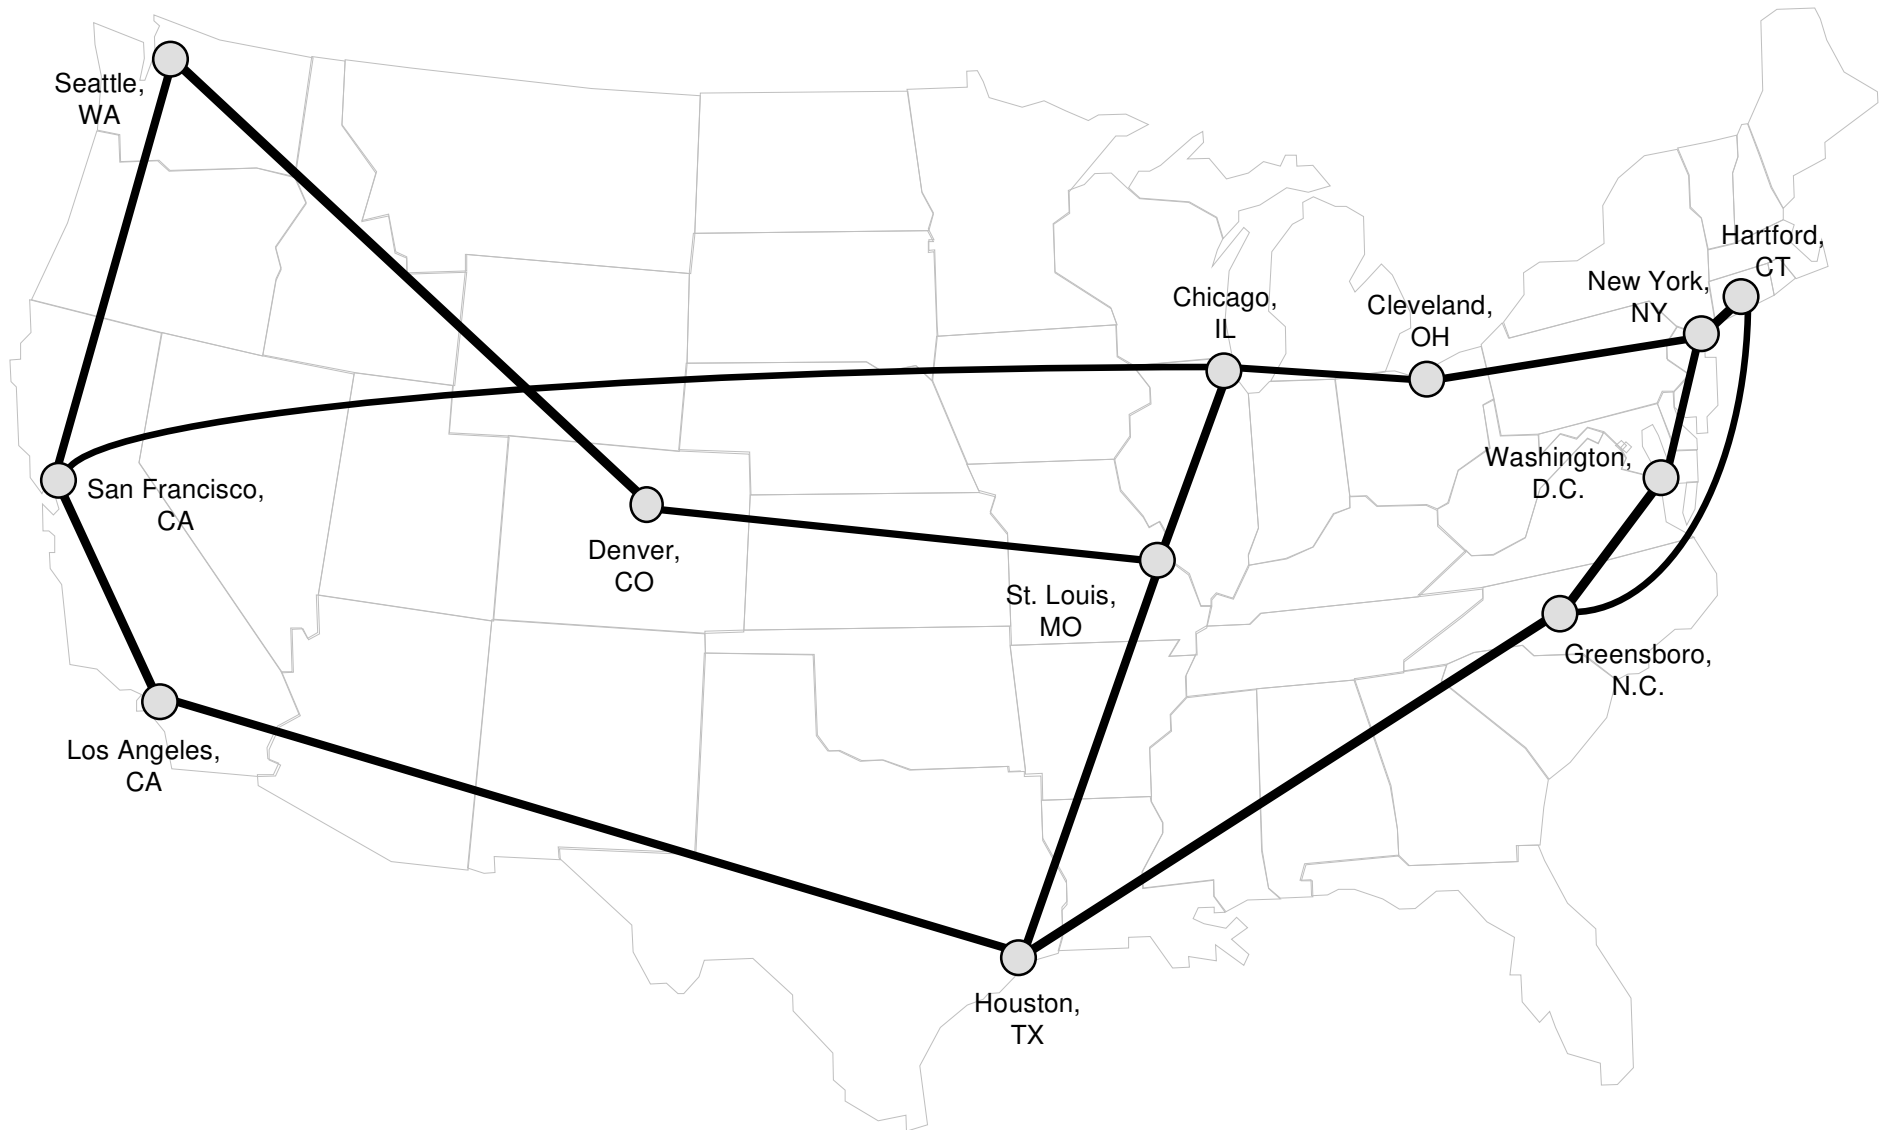 Seattle,
WA
Hartford,
CT
New York,
NY
Chicago,
IL
Cleveland,
OH
Washington,
D.C.
San Francisco,
CA
Denver,
CO
St. Louis,
MO
Greensboro,
N.C.
Los Angeles,
CA
Houston,
TX